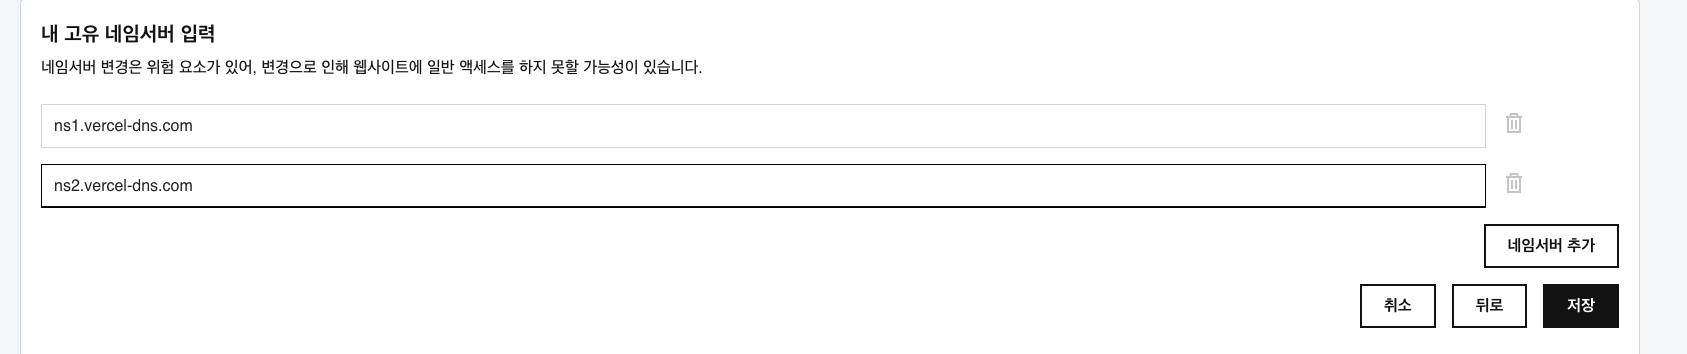 내 고유 네임서버 입력
네임서버 변경은 위험 요소가 있어, 변경으로 인해 웹사이트에 일반 액세스를 하지 못할 가능성이 있습니다.
ns1.vercel-dns.com
ns2.vercel-dns.com
네임서버 추가
취소 뒤로 저장